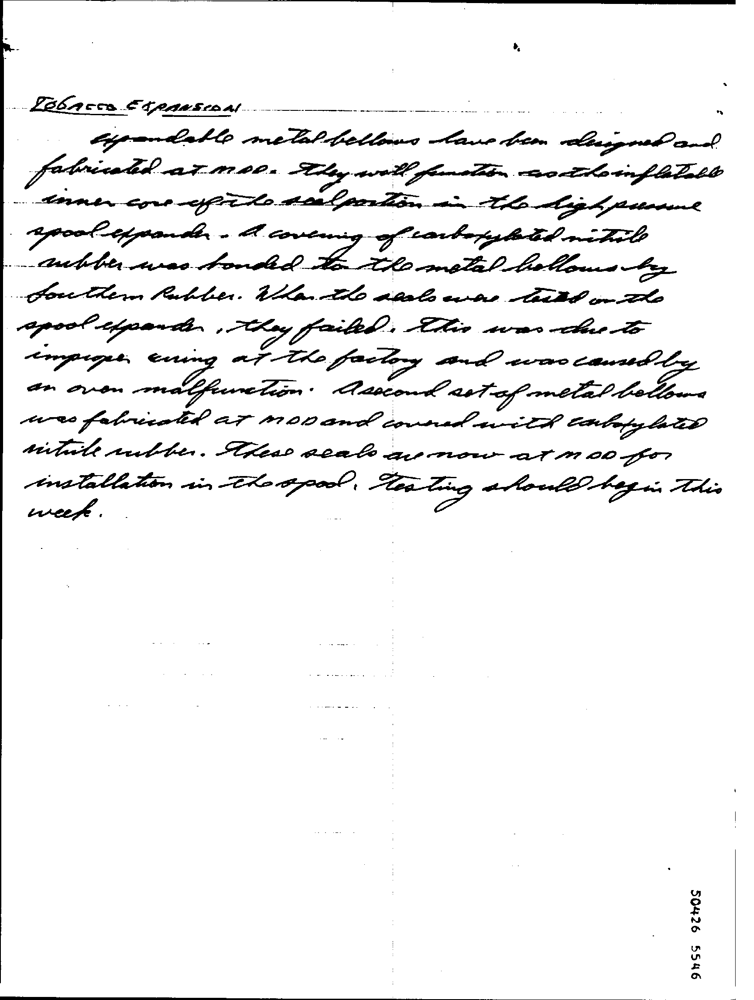 TOBACCO EXPANSION
Expandable metal bellows have been designed and
fabricated at MDD. They will function as the inflatable
inner core of the seal portion in the high pressure
spool expander. A covering of carboxylated nitrile
rubber was bonded to the metal bellows by
Southern Rubber. When the seals were tested on the
spool expander, they failed. This was due to
improper curing at the factory and was caused by
an oven malfunction. A second set of metal bellows
was fabricated at MDD and covered with carboxylated
nitrile rubber. These seals are now at MDD for
installation in the spool. Testing should begin this
week.
50426 5546